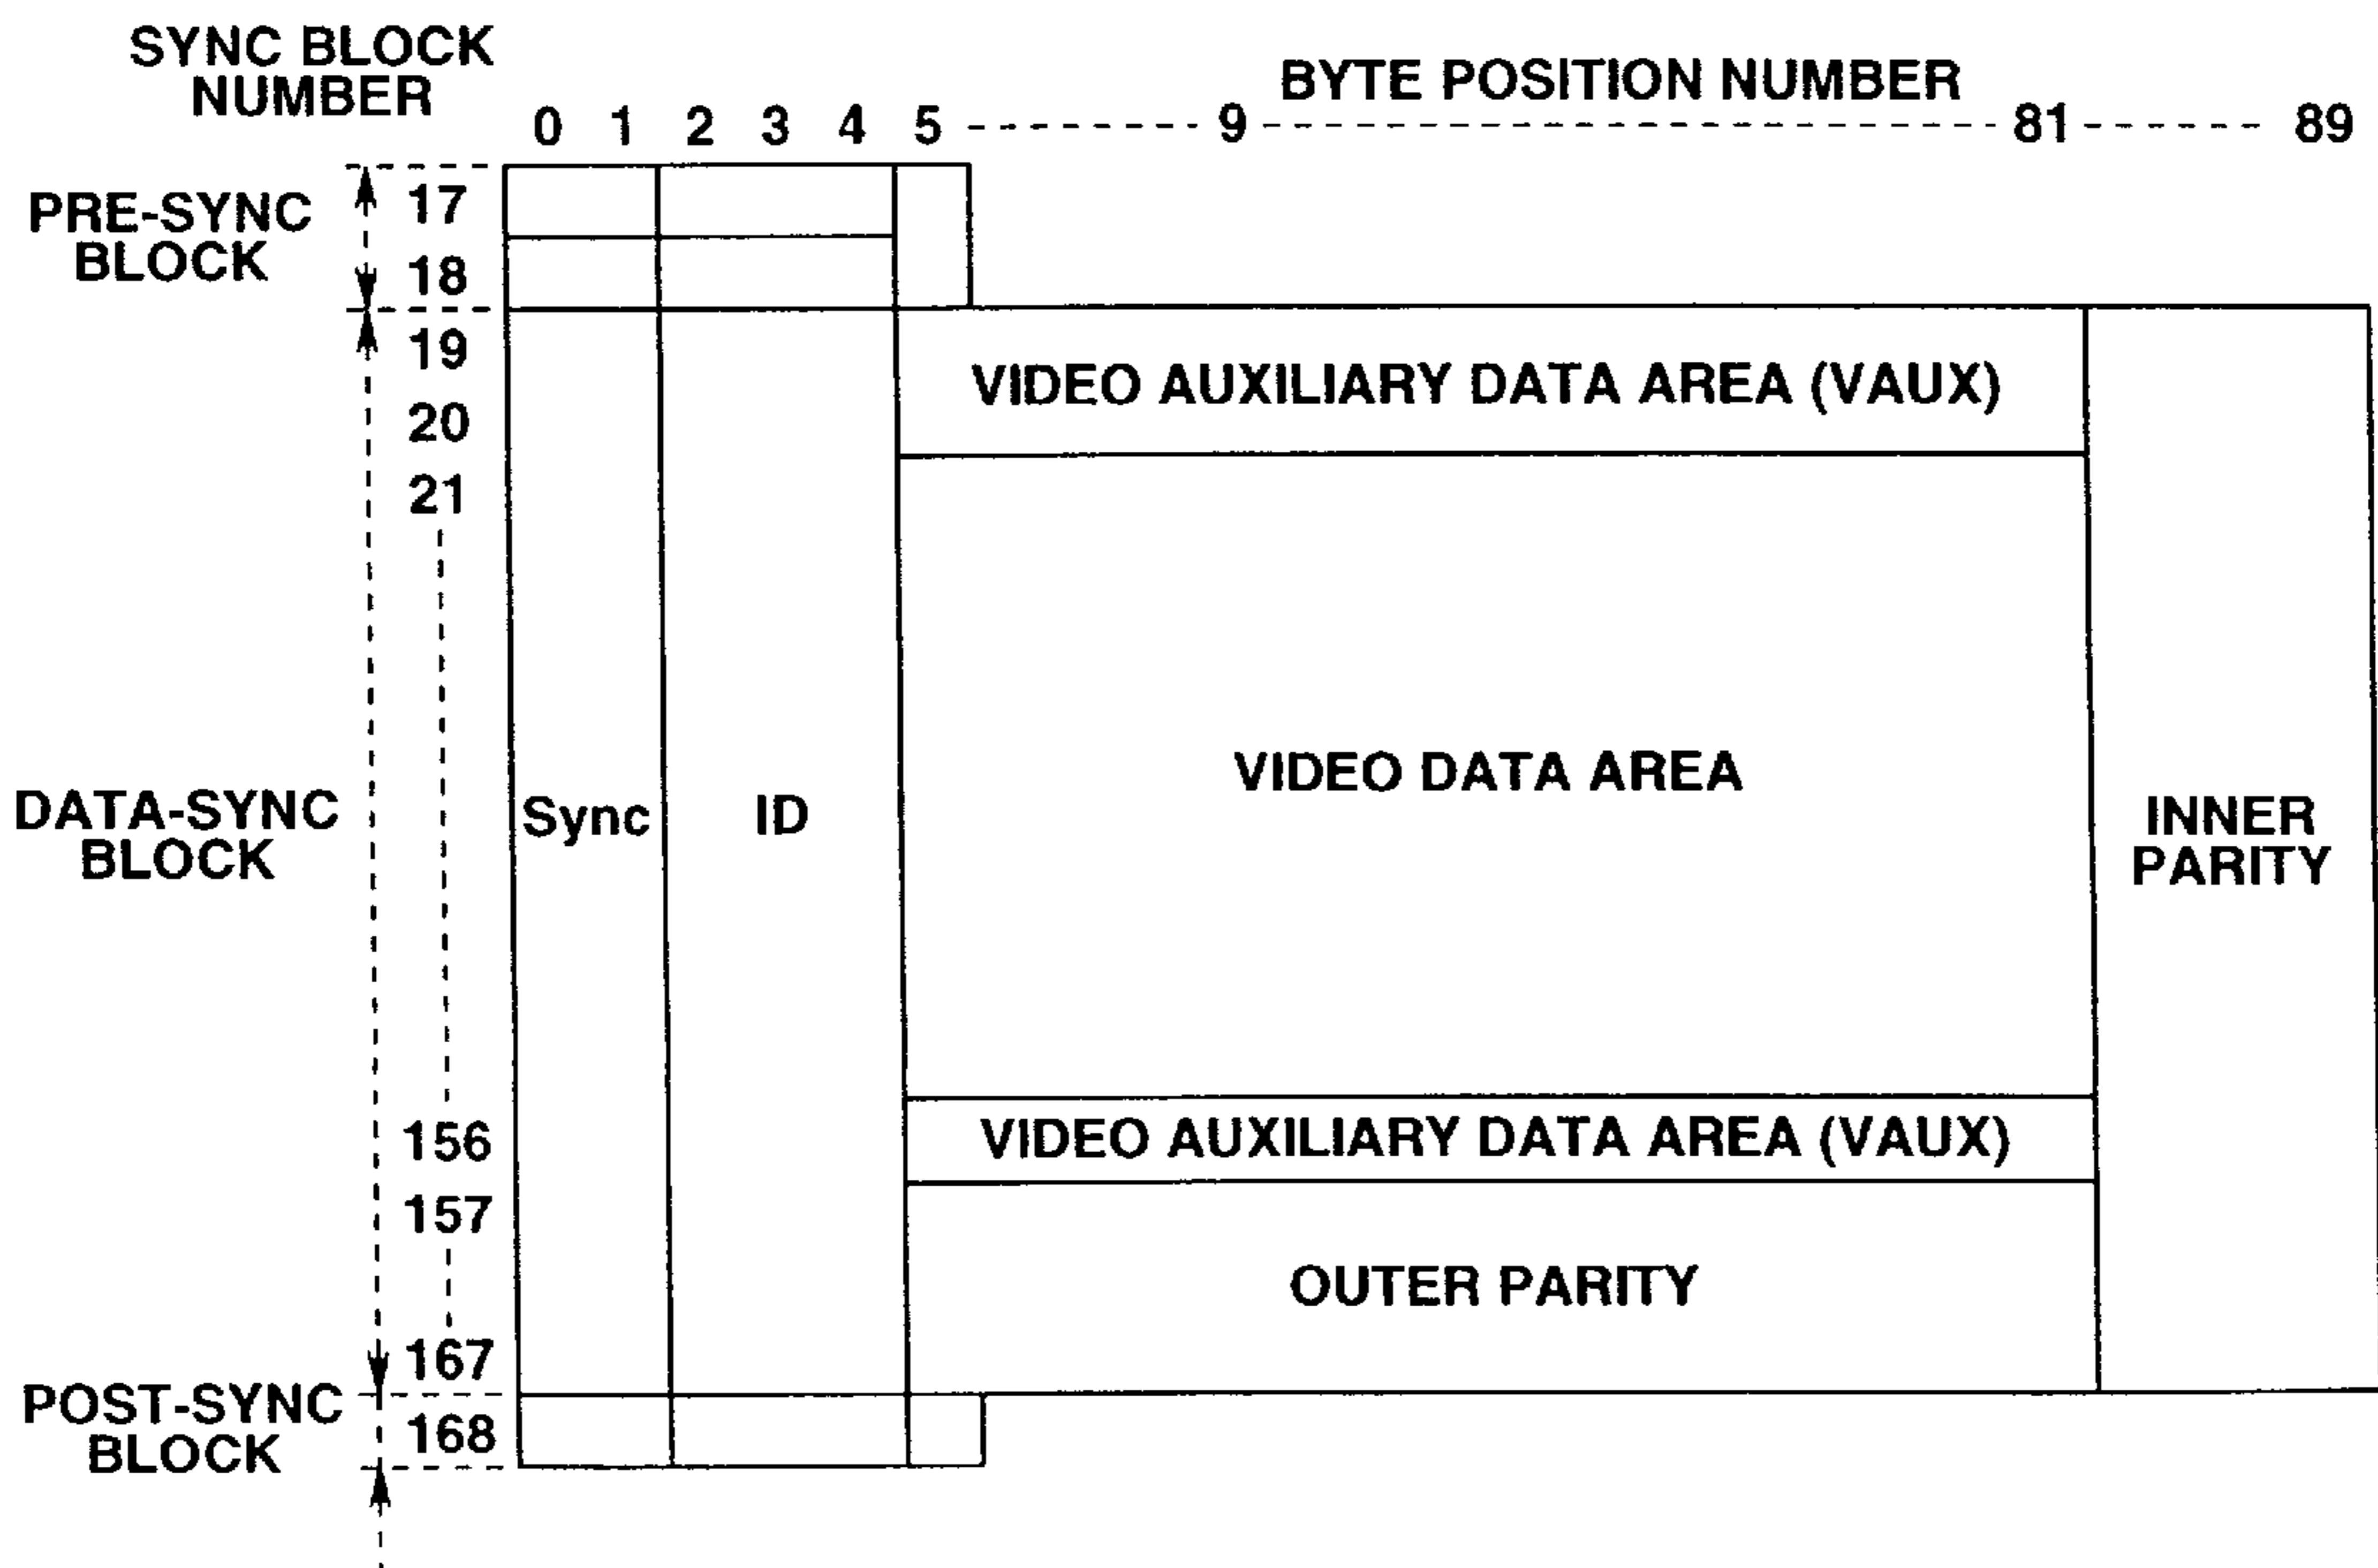 SYNC BLOCK
NUMBER
BYTE POSITION NUMBER
0 1 2 3 4 5 9 81 89
PRE-SYNC
BLOCK
17
18
19
20
21
VIDEO AUXILIARY DATA AREA (VAUX)
VIDEO DATA AREA
DATA-SYNC
BLOCK
Sync
ID
INNER
PARITY
156
VIDEO AUXILIARY DATA AREA (VAUX)
157
OUTER PARITY
167
POST-SYNC
BLOCK
168